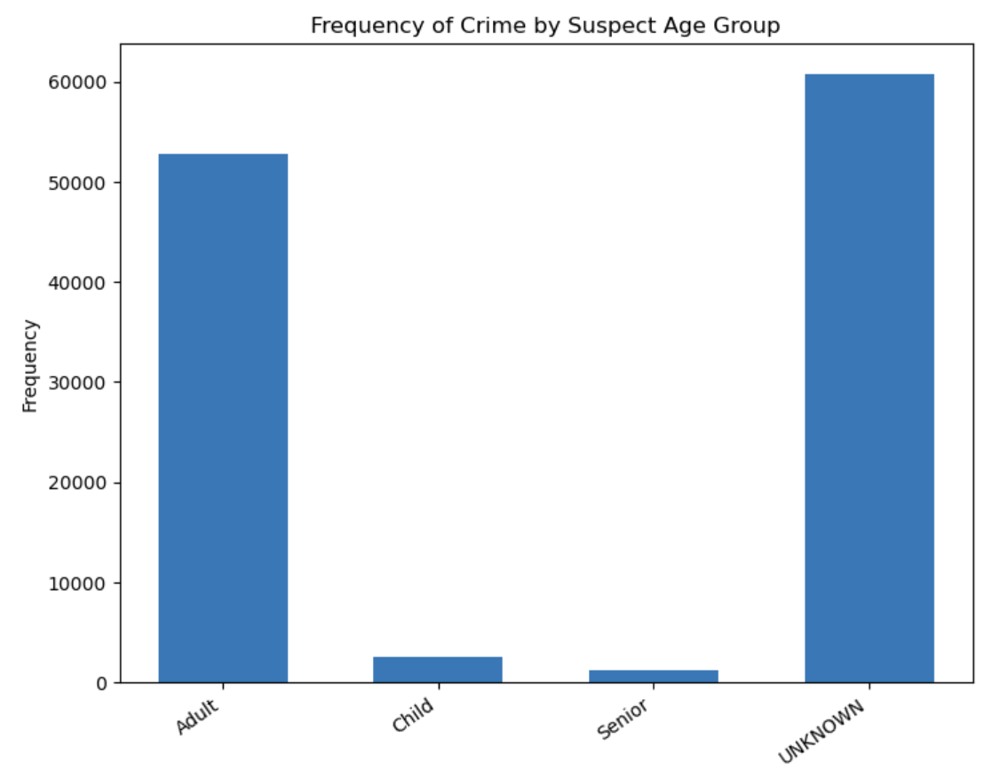 Frequency of Crime by Suspect Age Group
60000
50000
40000
30000
20000
10000
0
Frequency
Adult
Child
Senior
UNKNOWN